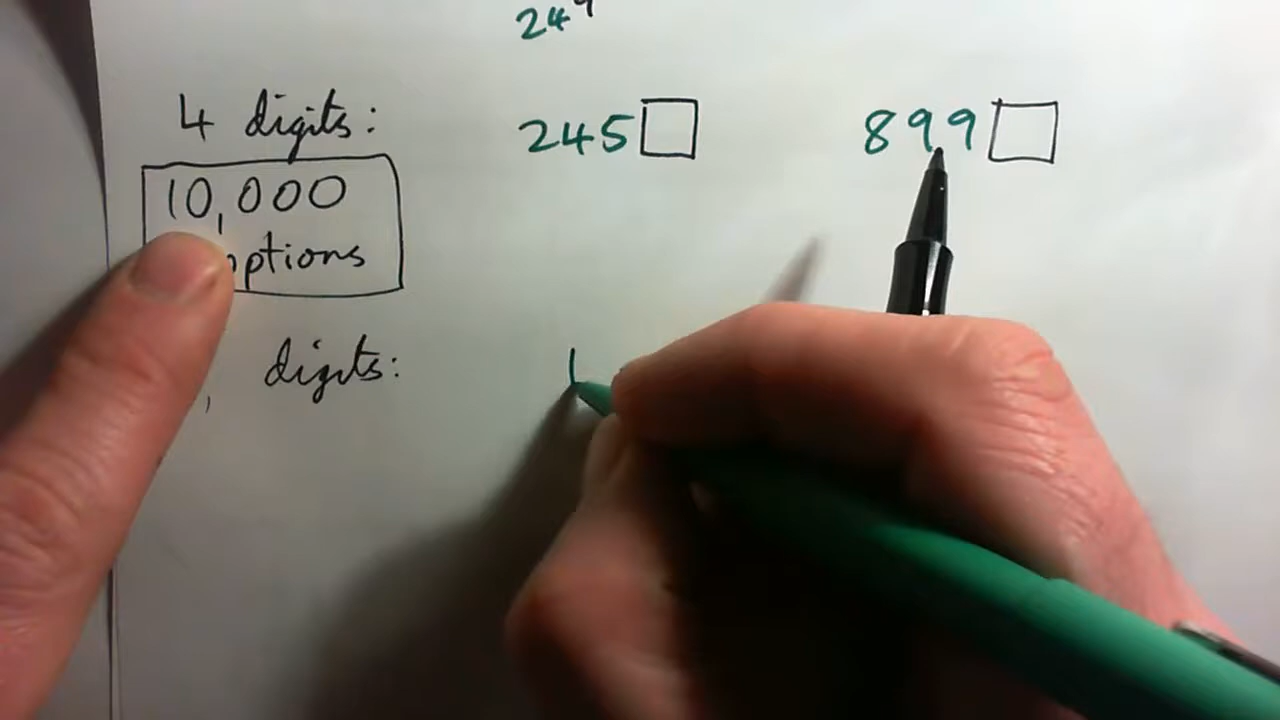 24
4 digits: 245 899
10,000
options
digits: